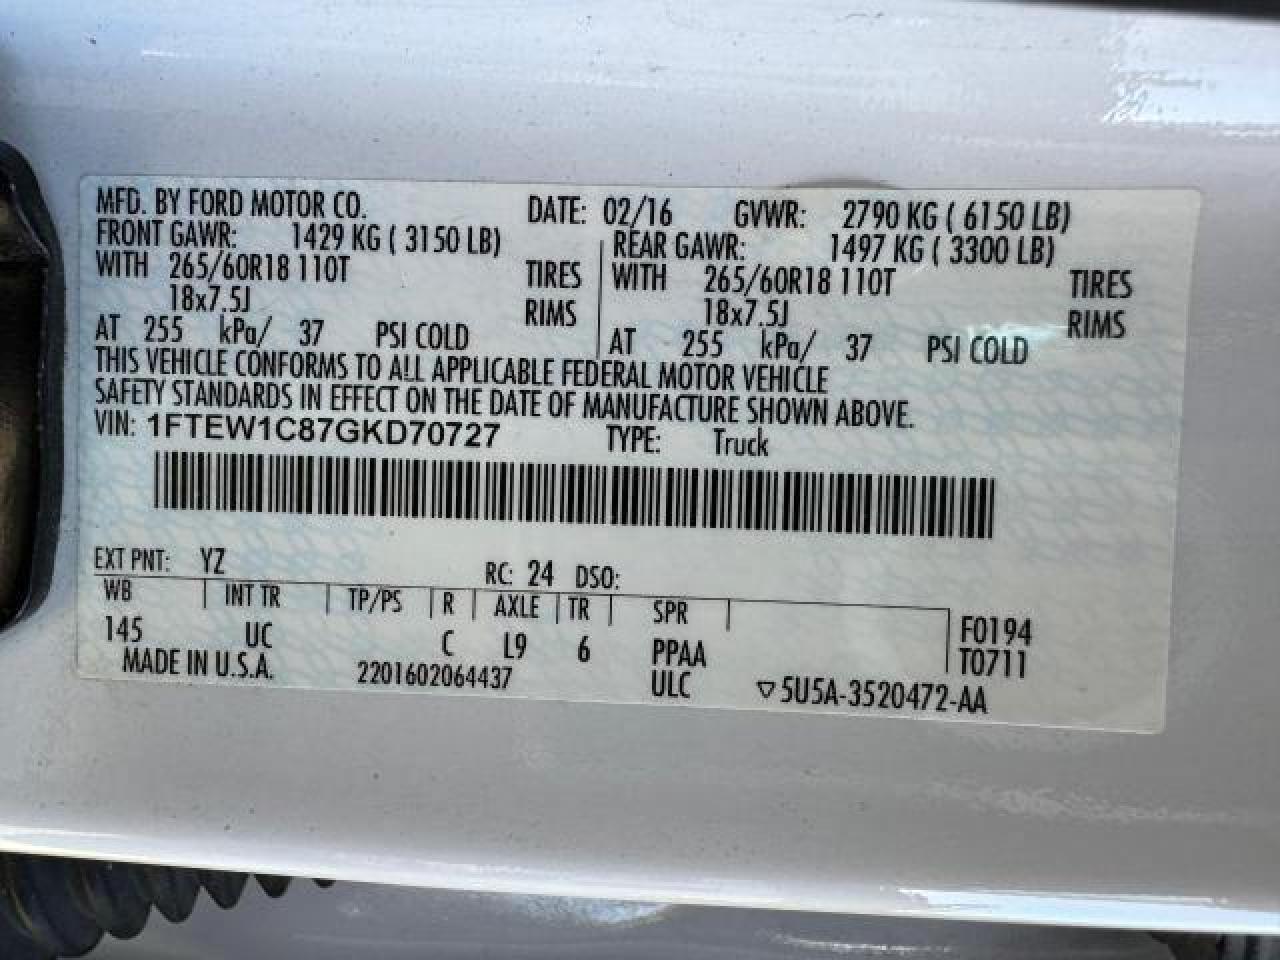 MFD. BY FORD MOTOR CO. DATE: 02/16 GVWR: 2790 KG ( 6150 LB)
FRONT GAWR: 1429 KG ( 3150 LB) REAR GAWR: 1497 KG ( 3300 LB)
WITH 265/60R18 110T TIRES WITH 265/60R18 110T TIRES
18x7.5J RIMS 18x7.5J RIMS
AT 255 kPa/ 37 PSI COLD AT 255 kPa/ 37 PSI COLD
THIS VEHICLE CONFORMS TO ALL APPLICABLE FEDERAL MOTOR VEHICLE
SAFETY STANDARDS IN EFFECT ON THE DATE OF MANUFACTURE SHOWN ABOVE.
VIN: 1FTEW1C87GKD70727 TYPE: Truck
EXT PNT: YZ RC: 24 DSO:
WB INT TR TP/PS R AXLE TR SPR F0194
145 UC C L9 6 PPAA T0711
MADE IN U.S.A. 2201602064437 ULC ▽5U5A-3520472-AA